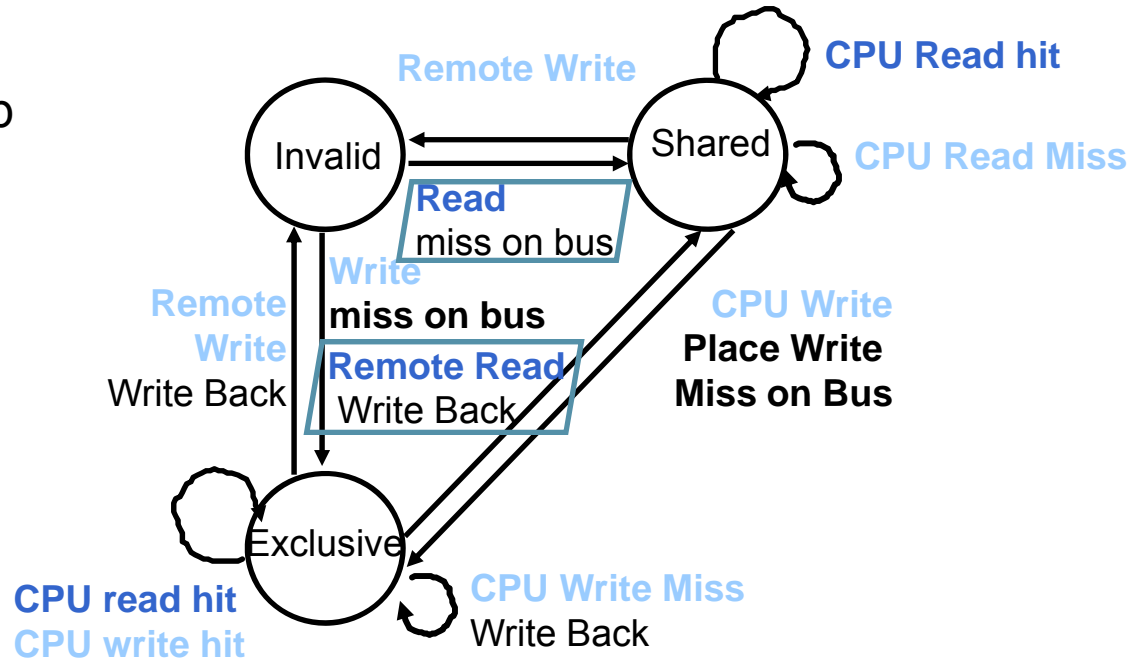 Remote Write
CPU Read hit
Invalid
Shared
CPU Read Miss
Read
miss on bus
Write
miss on bus
Remote
Write
Write Back
Remote Read
Write Back
CPU Write
Place Write
Miss on Bus
Exclusive
CPU read hit
CPU write hit
CPU Write Miss
Write Back